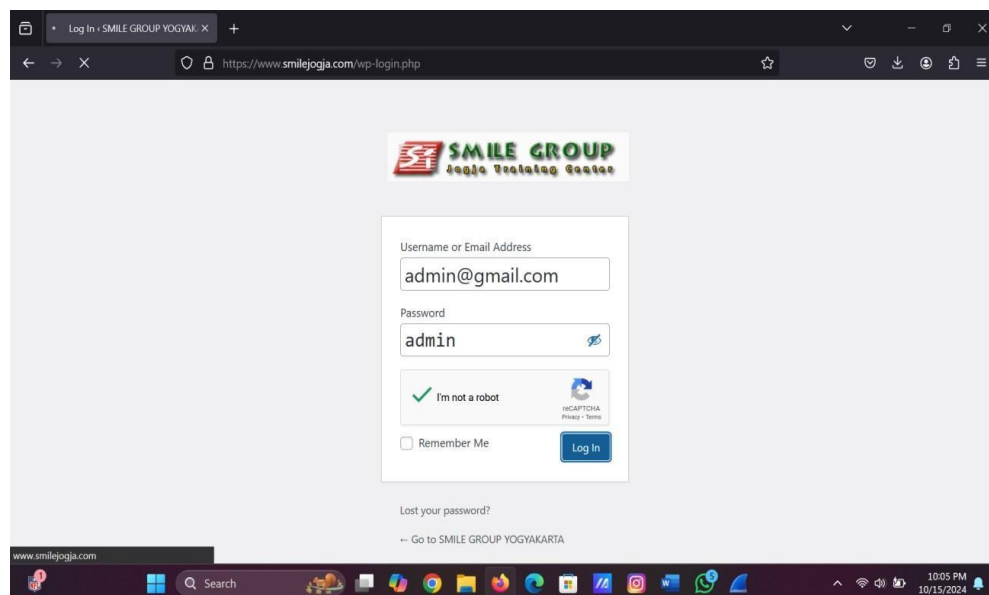 Log In ‹ SMILE GROUP YOGYAK
https://www.smilejogja.com/wp-login.php
SMILE GROUP
Jogja Training Center
Username or Email Address
admin@gmail.com
Password
admin
I'm not a robot
reCAPTCHA
Privacy - Terms
Remember Me
Log In
Lost your password?
← Go to SMILE GROUP YOGYAKARTA
www.smilejogja.com
Search
10:05 PM
10/15/2024